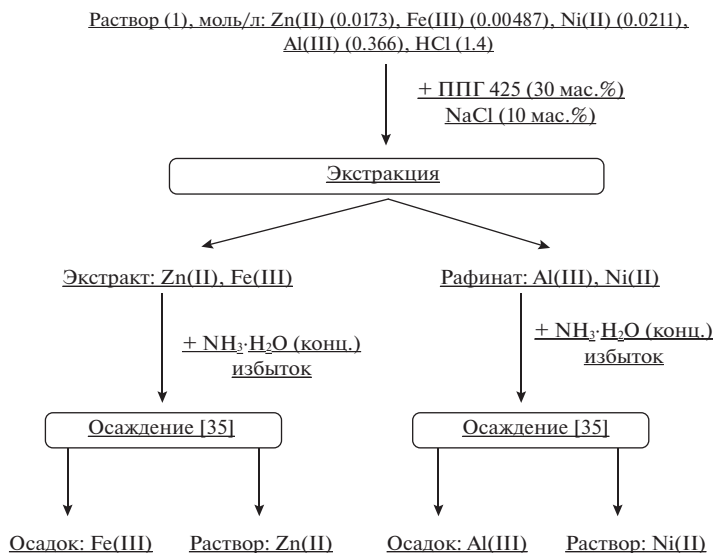 Раствор (1), моль/л: Zn(II) (0.0173), Fe(III) (0.00487), Ni(II) (0.0211),
Al(III) (0.366), HCl (1.4)
+ ППГ 425 (30 мас.%)
NaCl (10 мас.%)
Экстракция
Экстракт: Zn(II), Fe(III)
Рафинат: Al(III), Ni(II)
+ NH₃·H₂O (конц.)
избыток
+ NH₃·H₂O (конц.)
избыток
Осаждение [35]
Осаждение [35]
Осадок: Fe(III)
Раствор: Zn(II)
Осадок: Al(III)
Раствор: Ni(II)